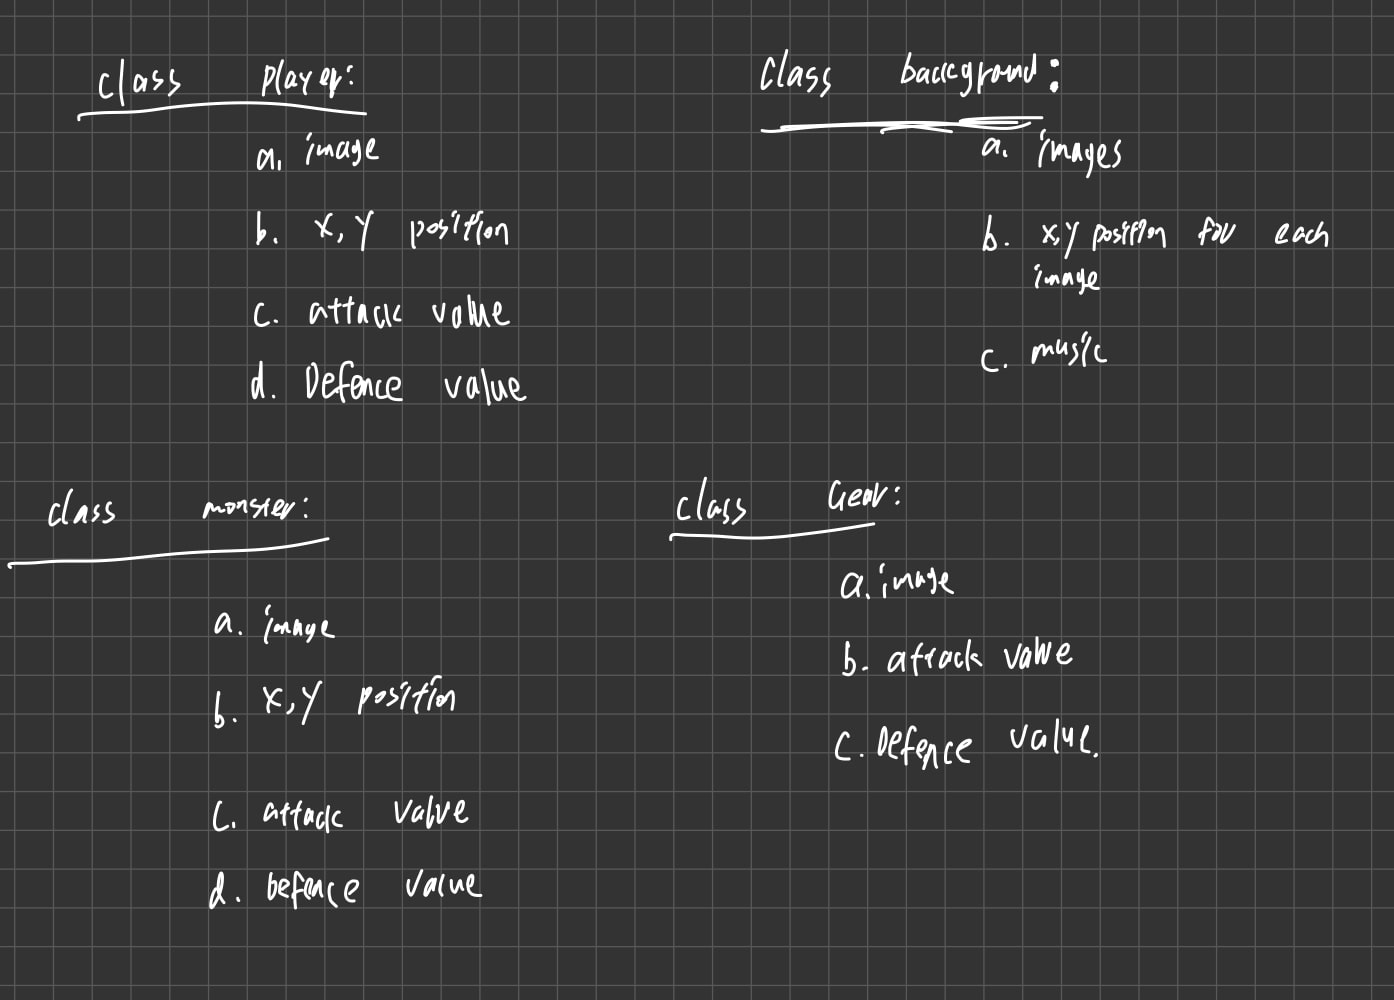 class player:
a. image
b. x, y position
c. attack value
d. Defence value
class background:
a. images
b. x,y position for each
image
c. music
class monster:
a. image
b. x, y position
c. attack value
d. befence value
class Gear:
a. image
b. attack value
c. Defence value.